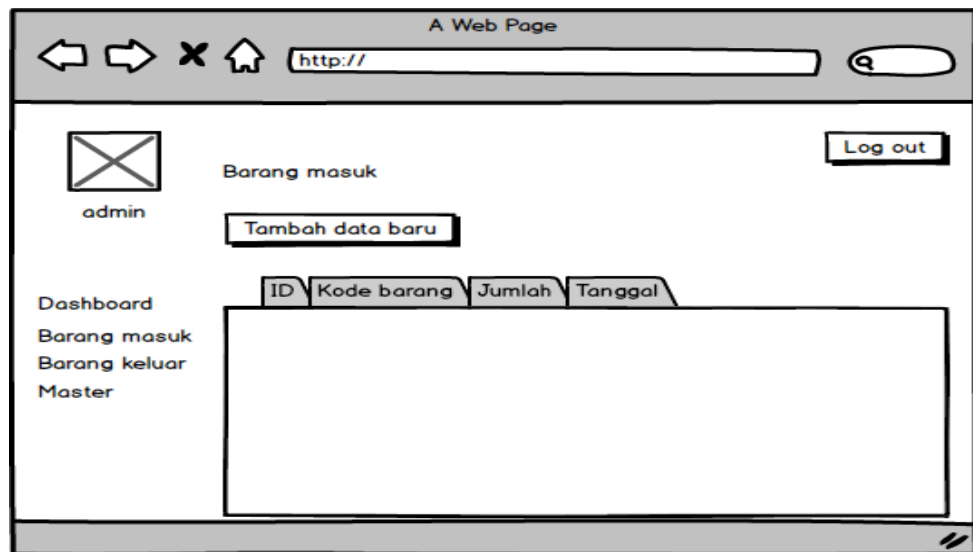 A Web Page
http://
Log out
admin
Barang masuk
Tambah data baru
Dashboard
Barang masuk
Barang keluar
Master
ID Kode barang Jumlah Tanggal